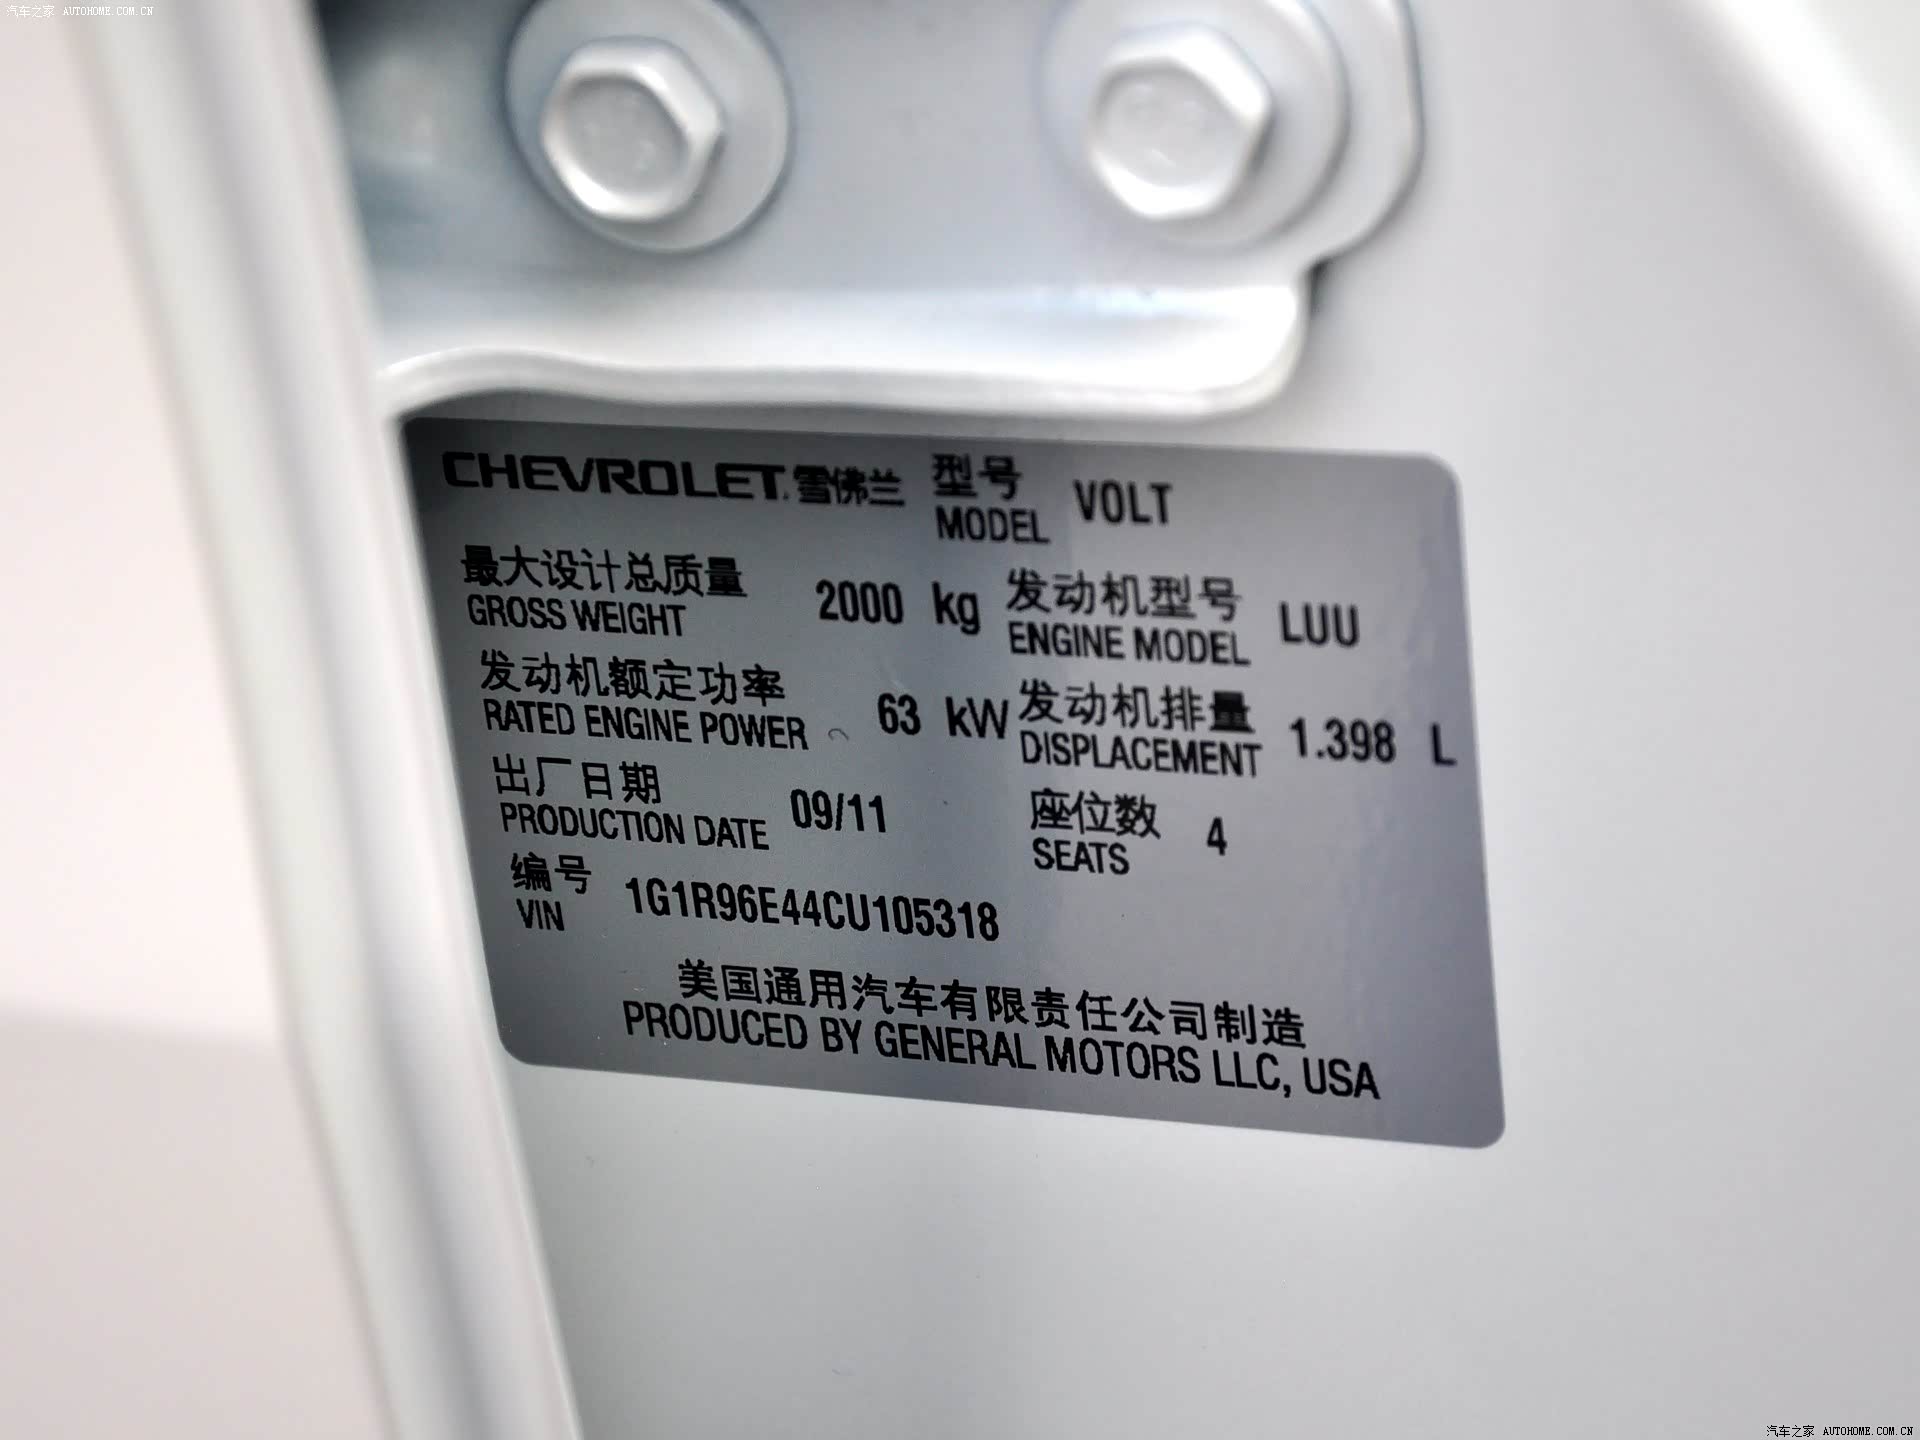 汽车之家 AUTOHOME.COM.CN
CHEVROLET 雪佛兰 型号 VOLT
MODEL
最大设计总质量 2000 kg 发动机型号 LUU
GROSS WEIGHT ENGINE MODEL
发动机额定功率 63 kW 发动机排量 1.398 L
RATED ENGINE POWER DISPLACEMENT
出厂日期 09/11 座位数 4
PRODUCTION DATE SEATS
编号 1G1R96E44CU105318
VIN
美国通用汽车有限责任公司制造
PRODUCED BY GENERAL MOTORS LLC, USA
汽车之家 AUTOHOME.COM.CN